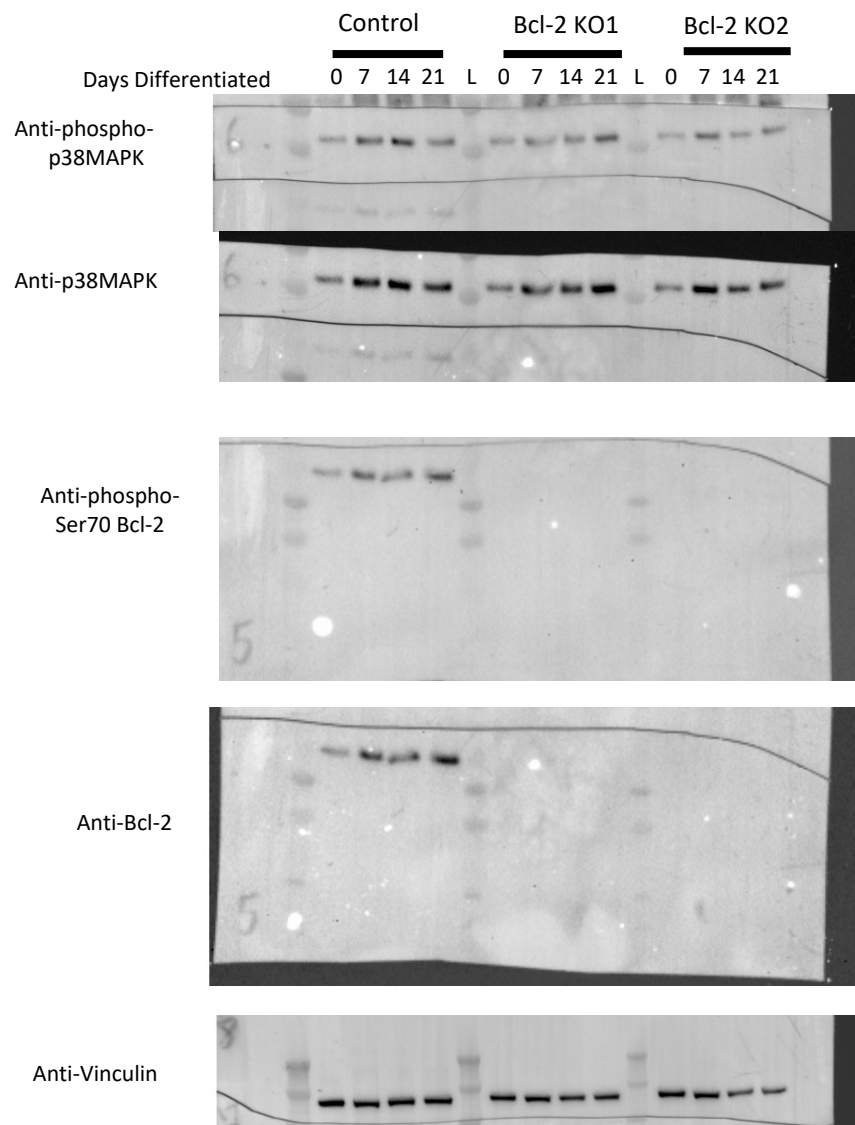 Control Bcl-2 KO1 Bcl-2 KO2
Days Differentiated 0 7 14 21 L 0 7 14 21 L 0 7 14 21
Anti-phospho-
p38MAPK
6
Anti-p38MAPK
6
Anti-phospho-
Ser70 Bcl-2
5
Anti-Bcl-2
5
8
Anti-Vinculin